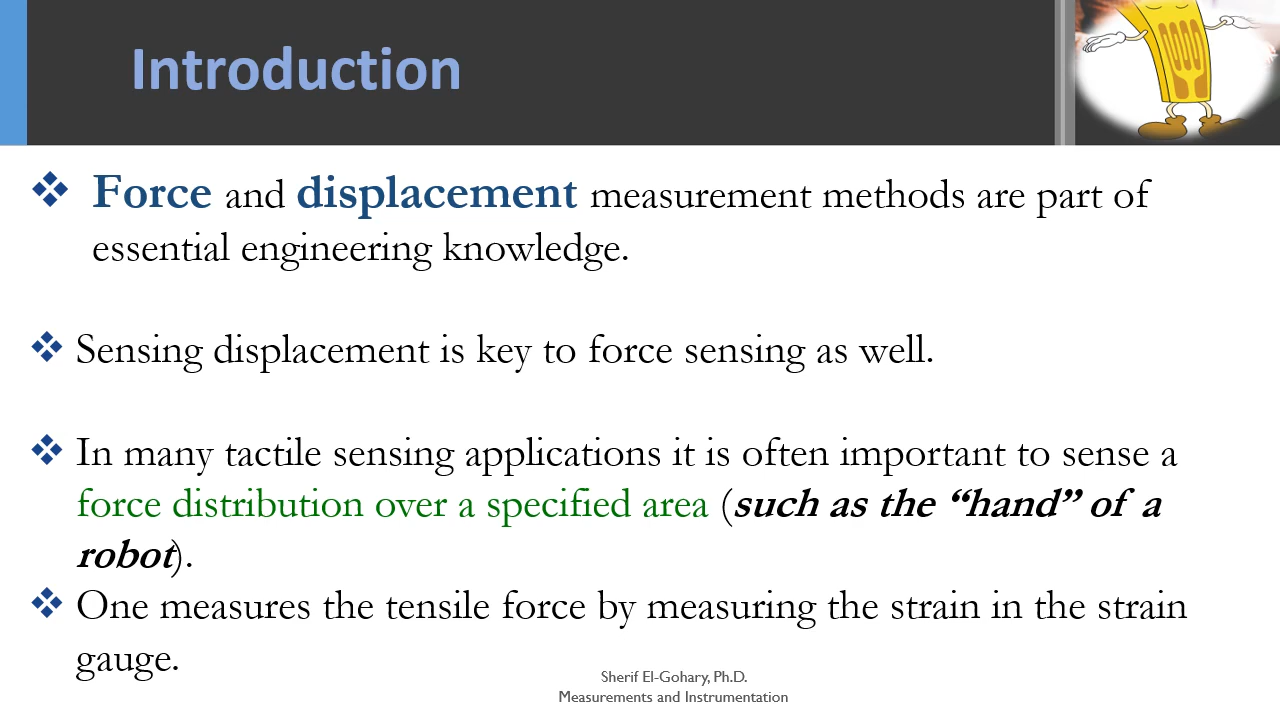 Introduction
❖ Force and displacement measurement methods are part of
essential engineering knowledge.
❖ Sensing displacement is key to force sensing as well.
❖ In many tactile sensing applications it is often important to sense a
force distribution over a specified area (such as the “hand” of a
robot).
❖ One measures the tensile force by measuring the strain in the strain
gauge.
Sherif El-Gohary, Ph.D.
Measurements and Instrumentation